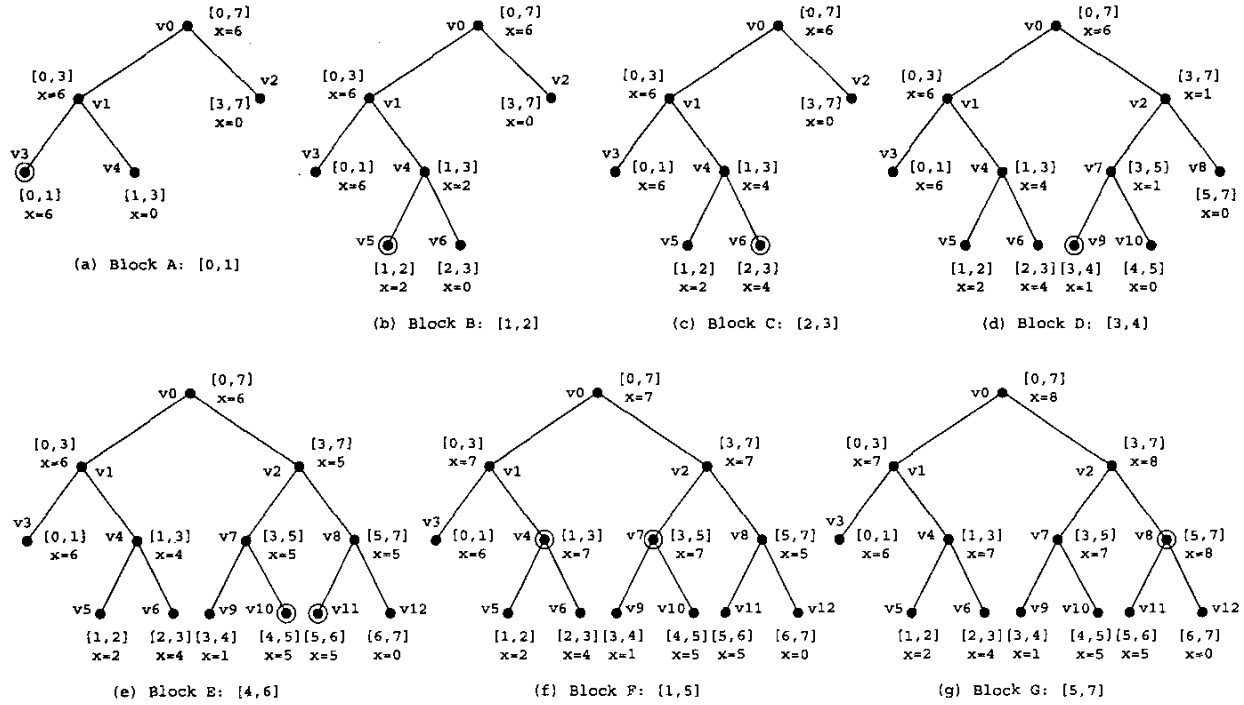 [0,7]
v0
x=6
[0,3]
x=6
v1
v2
[3,7]
x=0
v3
v4
[0,1]
x=6
[1,3]
x=0
(a) Block A: [0,1]
[0,7]
v0
x=6
[0,3]
x=6
v1
v2
[3,7]
x=0
v3
[0,1]
x=6
v4
[1,3]
x=2
v5
v6
[1,2]
x=2
[2,3]
x=0
(b) Block B: [1,2]
[0,7]
v0
x=6
[0,3]
x=6
v1
v2
[3,7]
x=0
v3
[0,1]
x=6
v4
[1,3]
x=4
v5
v6
[1,2]
x=2
[2,3]
x=4
(c) Block C: [2,3]
[0,7]
v0
x=6
[0,3]
x=6
v1
[3,7]
x=1
v2
v3
[0,1]
x=6
v4
[1,3]
x=4
v7
[3,5]
x=1
v8
[5,7]
x=0
v5
v6
v9
v10
[1,2]
x=2
[2,3]
x=4
[3,4]
x=1
[4,5]
x=0
(d) Block D: [3,4]
[0,7]
v0
x=6
[0,3]
x=6
v1
[3,7]
x=5
v2
v3
[0,1]
x=6
v4
[1,3]
x=4
v7
[3,5]
x=5
v8
[5,7]
x=5
v5
v6
v9
v10
v11
v12
[1,2]
x=2
[2,3]
x=4
[3,4]
x=1
[4,5]
x=5
[5,6]
x=5
[6,7]
x=0
(e) Block E: [4,6]
[0,7]
v0
x=7
[0,3]
x=7
v1
[3,7]
x=7
v2
v3
[0,1]
x=6
v4
[1,3]
x=7
v7
[3,5]
x=7
v8
[5,7]
x=5
v5
v6
v9
v10
v11
v12
[1,2]
x=2
[2,3]
x=4
[3,4]
x=1
[4,5]
x=5
[5,6]
x=5
[6,7]
x=0
(f) Block F: [1,5]
[0,7]
v0
x=8
[0,3]
x=7
v1
[3,7]
x=8
v2
v3
[0,1]
x=6
v4
[1,3]
x=7
v7
[3,5]
x=7
v8
[5,7]
x=8
v5
v6
v9
v10
v11
v12
[1,2]
x=2
[2,3]
x=4
[3,4]
x=1
[4,5]
x=5
[5,6]
x=5
[6,7]
x=0
(g) Block G: [5,7]